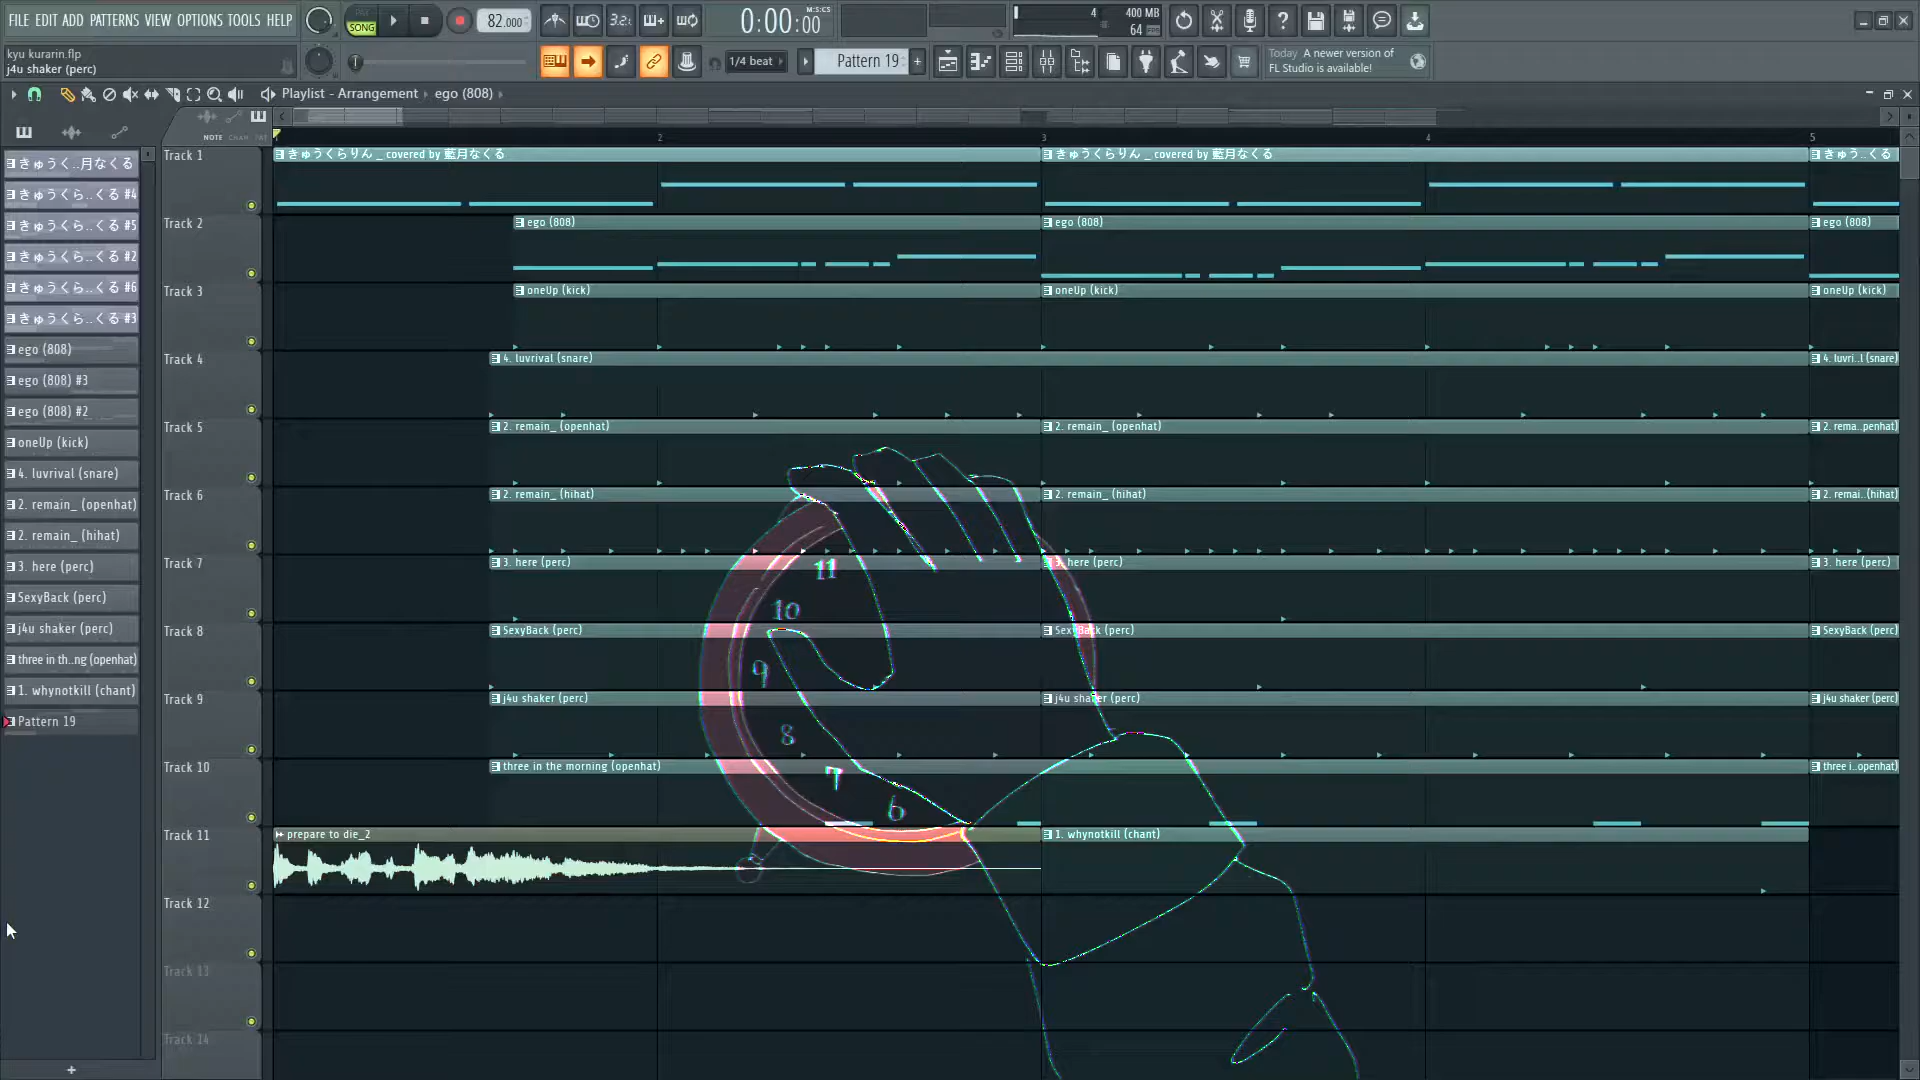 FILE EDIT ADD PATTERNS VIEW OPTIONS TOOLS HELP
SONG
82.000
3.2
0:00:00
M:S:CS
4
400 MB
64
kyu kurarin.flp
j4u shaker (perc)
1/4 beat
Pattern 19
Today A newer version of
FL Studio is available!
Playlist - Arrangement
ego (808)
NOTE CHAN PAT
2
3
4
5
きゅうく..月なくる
きゅうくら..くる #4
きゅうくら..くる #5
きゅうくら..くる #2
きゅうくら..くる #6
きゅうくら..くる #3
ego (808)
ego (808) #3
ego (808) #2
oneUp (kick)
4. luvrival (snare)
2. remain_ (openhat)
2. remain_ (hihat)
3. here (perc)
SexyBack (perc)
j4u shaker (perc)
three in th..ng (openhat)
1. whynotkill (chant)
Pattern 19
Track 1
きゅうくらりん _ covered by 藍月なくる
きゅうくらりん _ covered by 藍月なくる
きゅう..くる
Track 2
ego (808)
ego (808)
ego (808)
Track 3
oneUp (kick)
oneUp (kick)
oneUp (kick)
Track 4
4. luvrival (snare)
4. luvri..l (snare)
Track 5
2. remain_ (openhat)
2. remain_ (openhat)
2. rema..penhat)
Track 6
2. remain_ (hihat)
2. remain_ (hihat)
2. remai..(hihat)
Track 7
3. here (perc)
3. here (perc)
3. here (perc)
11
10
Track 8
SexyBack (perc)
SexyBack (perc)
SexyBack (perc)
9
Track 9
j4u shaker (perc)
j4u shaker (perc)
j4u shaker (perc)
8
Track 10
three in the morning (openhat)
three i..openhat)
7
6
Track 11
prepare to die_2
1. whynotkill (chant)
Track 12
Track 13
Track 14